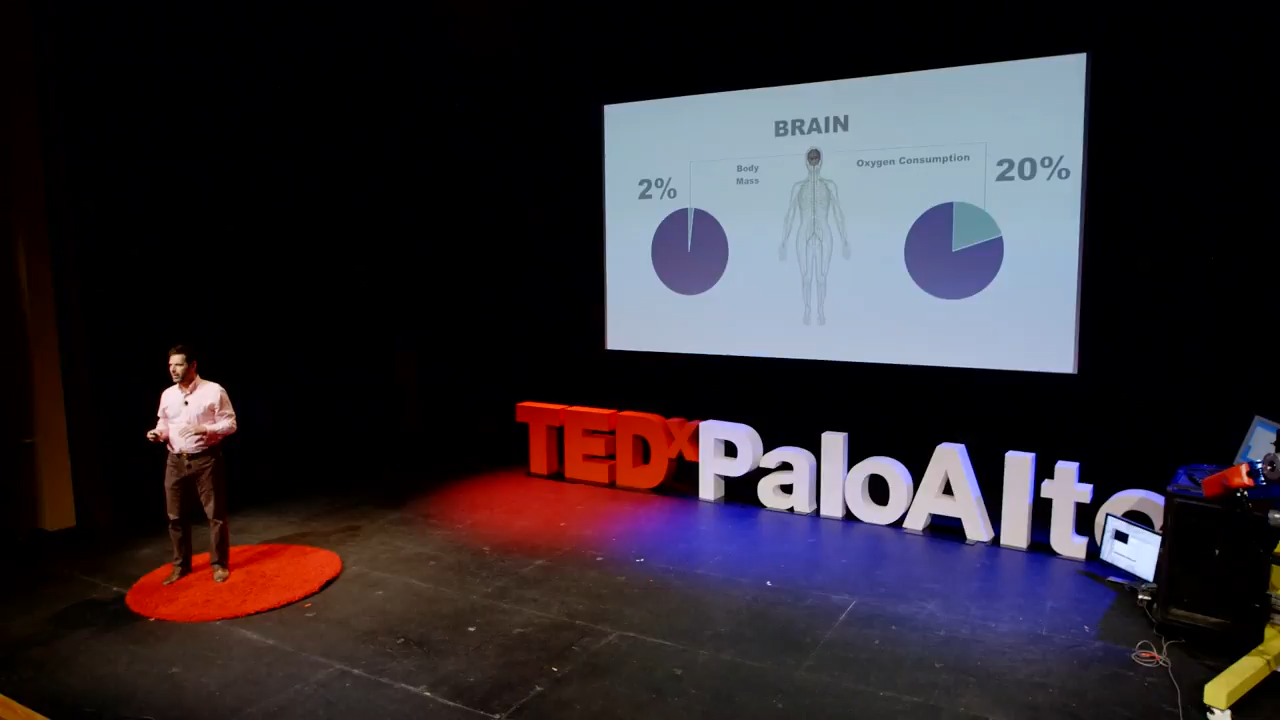 BRAIN
2%
Body
Mass
Oxygen Consumption
20%
TEDxPaloAlto